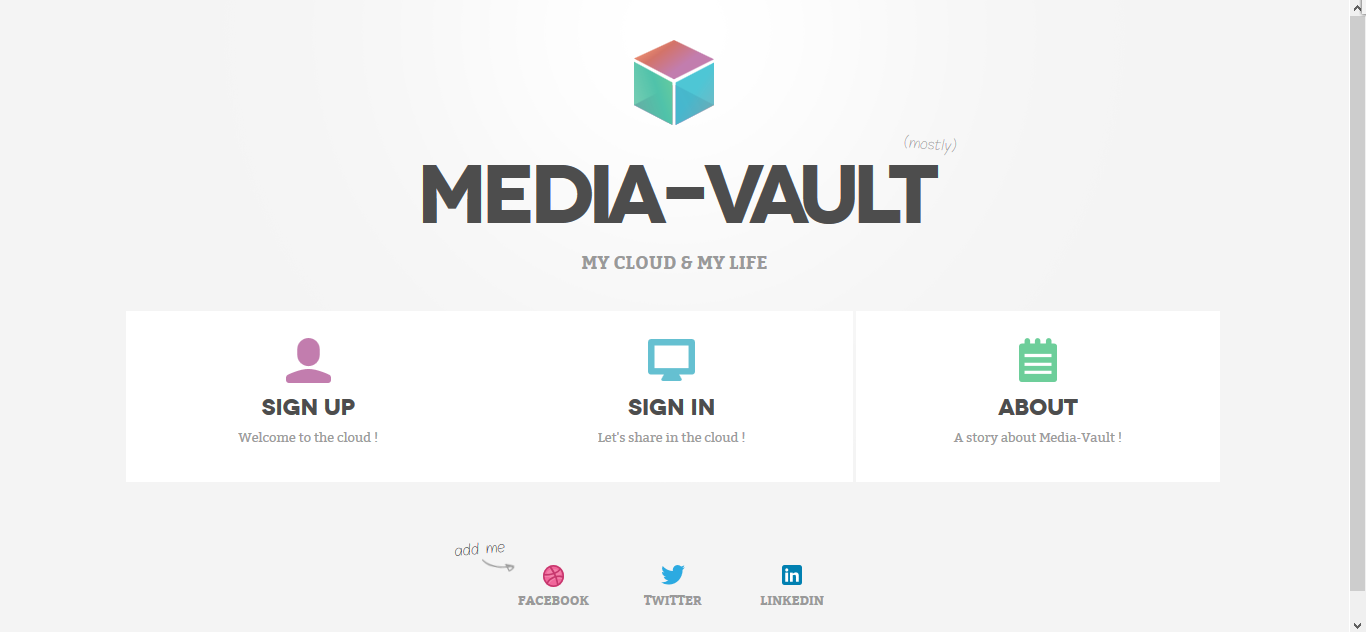 (mostly)
MEDIA-VAULT
MY CLOUD & MY LIFE
SIGN UP
Welcome to the cloud !
SIGN IN
Let's share in the cloud !
ABOUT
A story about Media-Vault !
add me
FACEBOOK
TWITTER
LINKEDIN